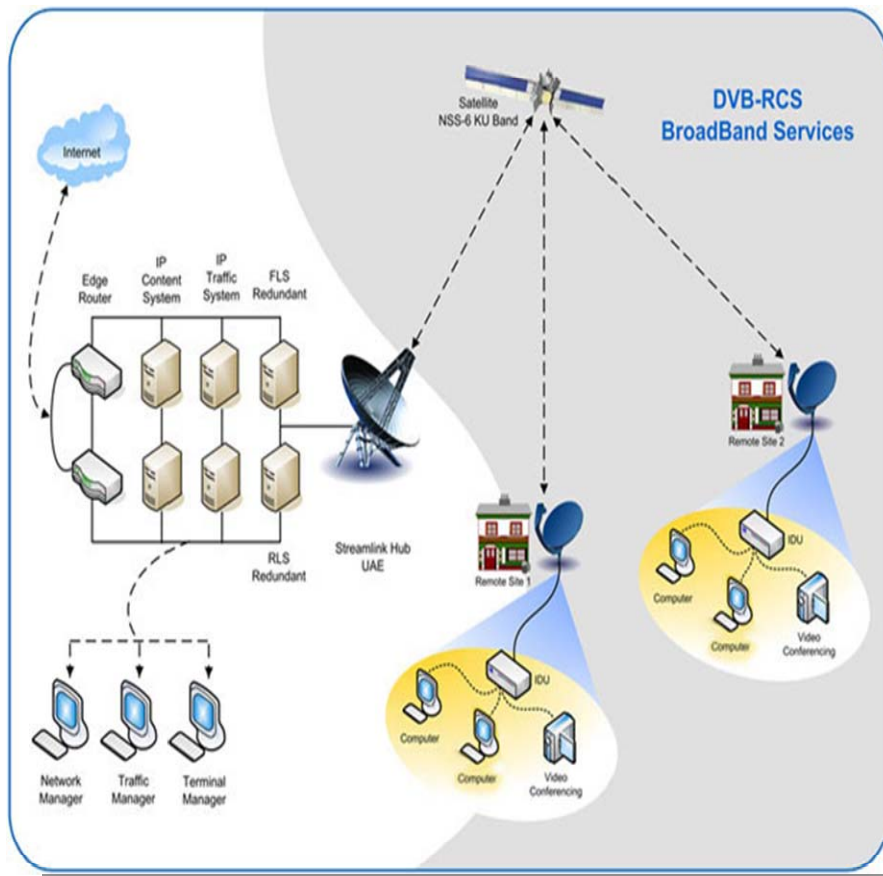 DVB-RCS
BroadBand Services
Satellite
NSS-6 KU Band
Internet
Edge
Router
IP
Content
System
IP
Traffic
System
FLS
Redundant
RLS
Redundant
Streamlink Hub
UAE
Network
Manager
Traffic
Manager
Terminal
Manager
Remote Site 1
IDU
Computer
Computer
Video
Conferencing
Remote Site 2
IDU
Computer
Computer
Video
Conferencing